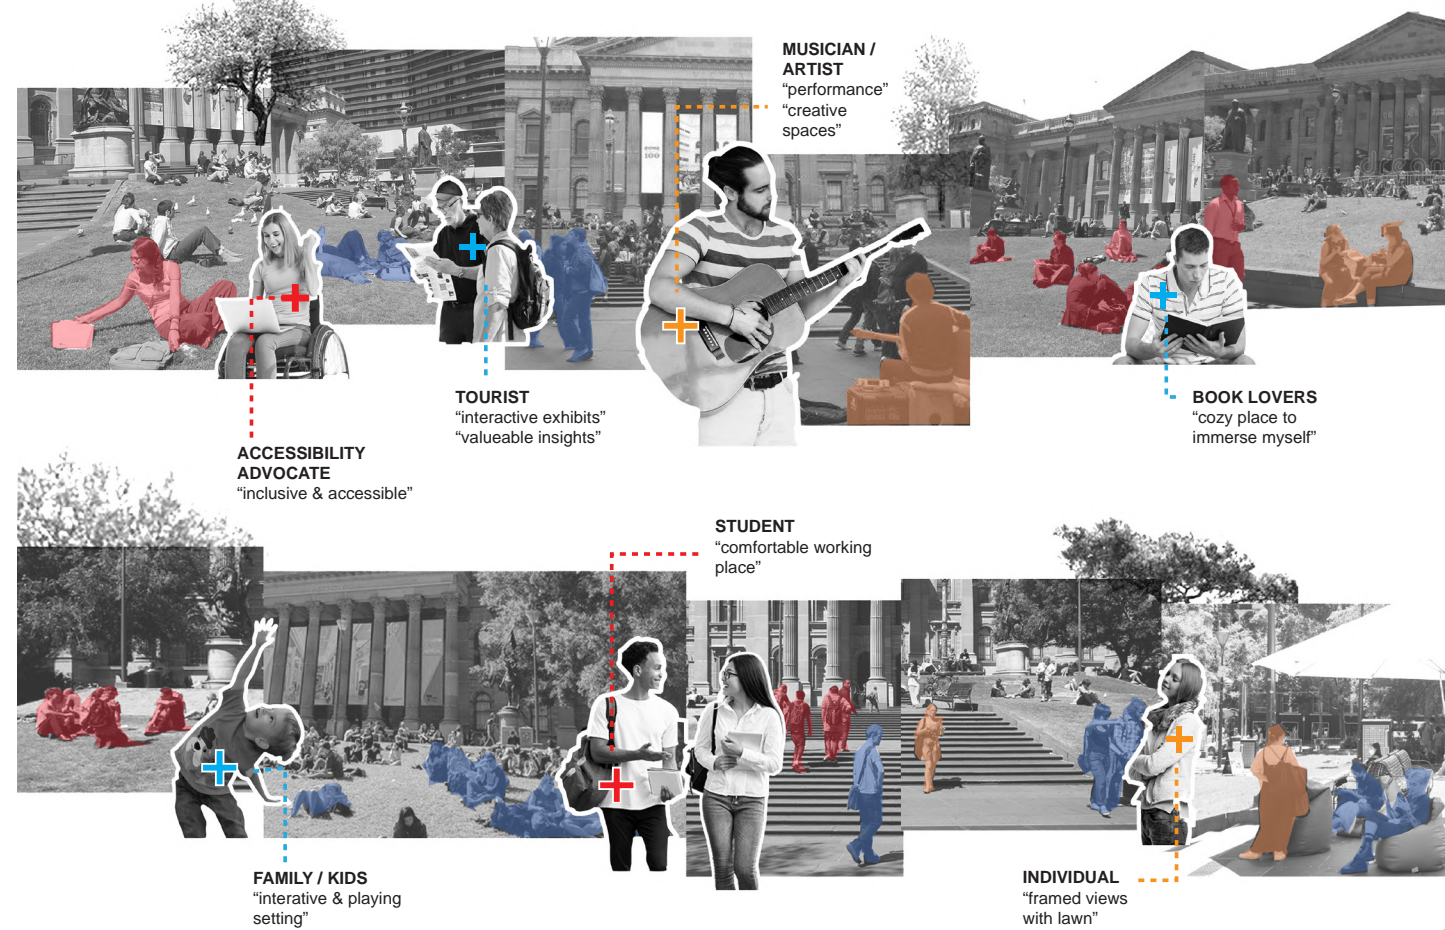 MUSICIAN /
ARTIST
“performance”
“creative
spaces”
TOURIST
“interactive exhibits”
“valueable insights”
BOOK LOVERS
“cozy place to
immerse myself”
ACCESSIBILITY
ADVOCATE
“inclusive & accessible”
STUDENT
“comfortable working
place”
FAMILY / KIDS
“interative & playing
setting”
INDIVIDUAL
“framed views
with lawn”
100